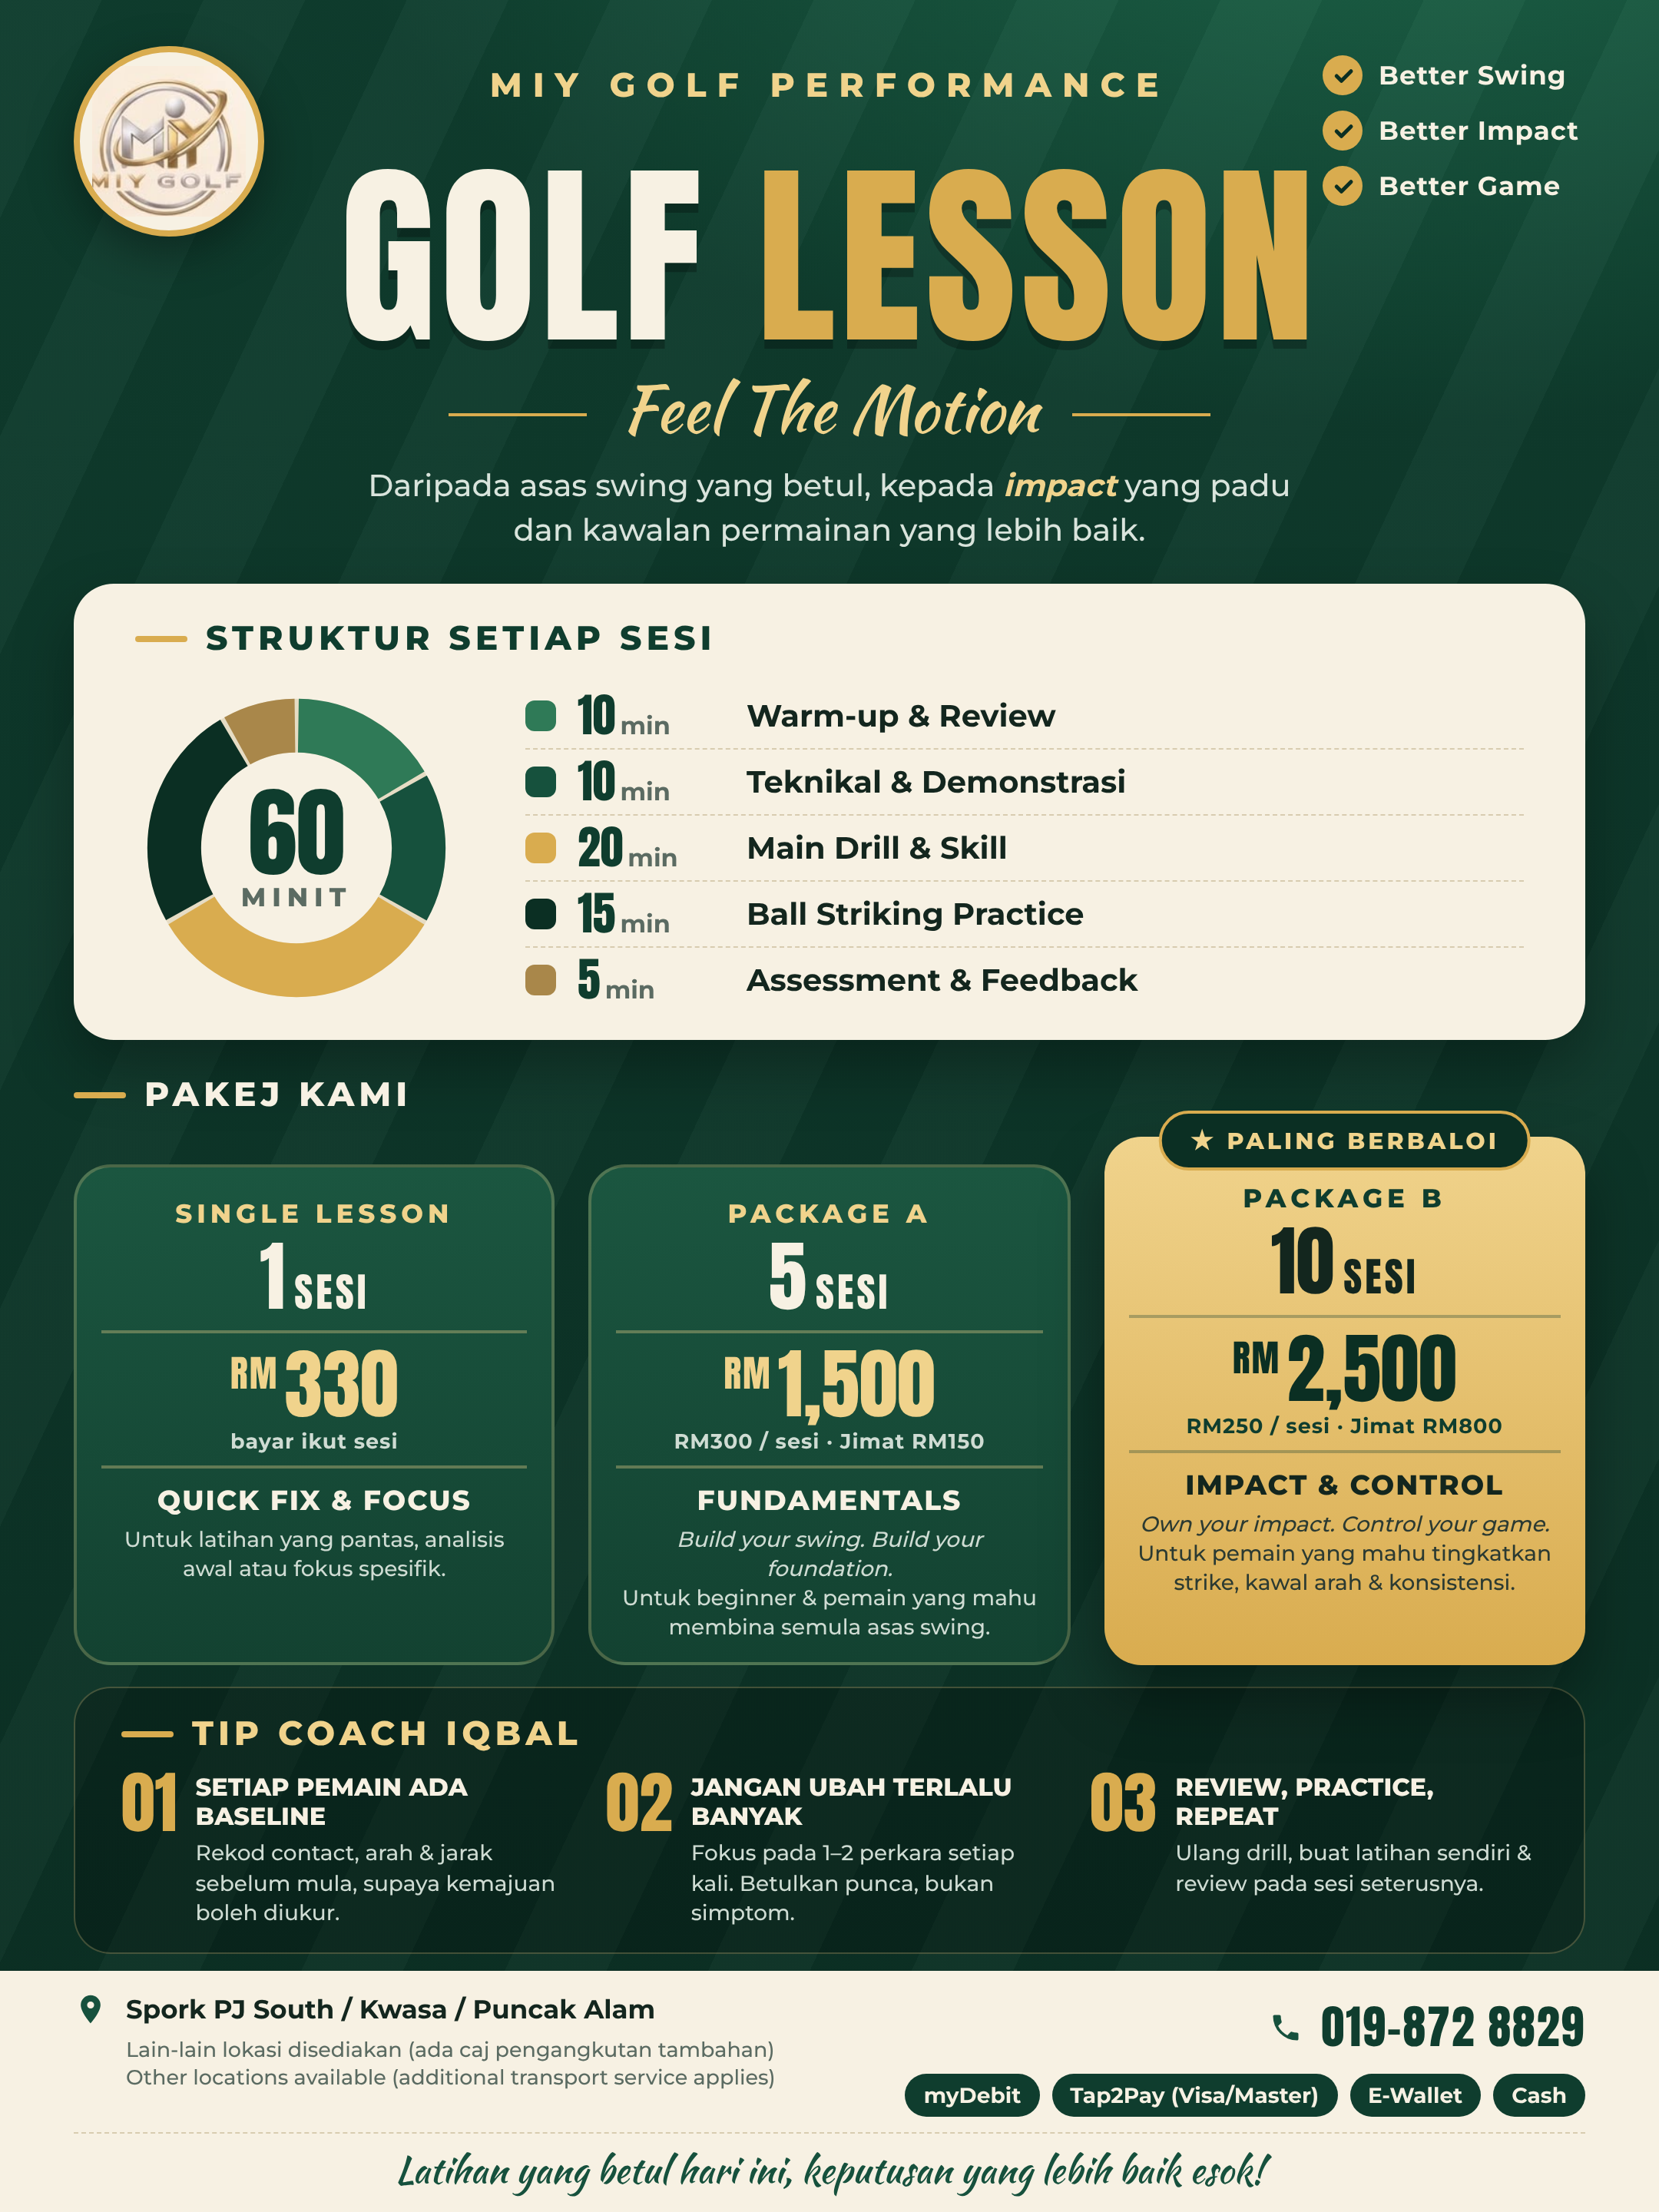 MIY GOLF
MIY GOLF PERFORMANCE
Better Swing
Better Impact
Better Game
GOLF LESSON
Feel The Motion
Daripada asas swing yang betul, kepada impact yang padu
dan kawalan permainan yang lebih baik.
STRUKTUR SETIAP SESI
60
MINIT
10 min Warm-up & Review
10 min Teknikal & Demonstrasi
20 min Main Drill & Skill
15 min Ball Striking Practice
5 min Assessment & Feedback
PAKEJ KAMI
SINGLE LESSON
1 SESI
RM 330
bayar ikut sesi
QUICK FIX & FOCUS
Untuk latihan yang pantas, analisis
awal atau fokus spesifik.
PACKAGE A
5 SESI
RM 1,500
RM300 / sesi · Jimat RM150
FUNDAMENTALS
Build your swing. Build your
foundation.
Untuk beginner & pemain yang mahu
membina semula asas swing.
★ PALING BERBALOI
PACKAGE B
10 SESI
RM 2,500
RM250 / sesi · Jimat RM800
IMPACT & CONTROL
Own your impact. Control your game.
Untuk pemain yang mahu tingkatkan
strike, kawal arah & konsistensi.
TIP COACH IQBAL
01
SETIAP PEMAIN ADA
BASELINE
Rekod contact, arah & jarak
sebelum mula, supaya kemajuan
boleh diukur.
02
JANGAN UBAH TERLALU
BANYAK
Fokus pada 1–2 perkara setiap
kali. Betulkan punca, bukan
simptom.
03
REVIEW, PRACTICE,
REPEAT
Ulang drill, buat latihan sendiri &
review pada sesi seterusnya.
Spork PJ South / Kwasa / Puncak Alam
Lain-lain lokasi disediakan (ada caj pengangkutan tambahan)
Other locations available (additional transport service applies)
019-872 8829
myDebit
Tap2Pay (Visa/Master)
E-Wallet
Cash
Latihan yang betul hari ini, keputusan yang lebih baik esok!